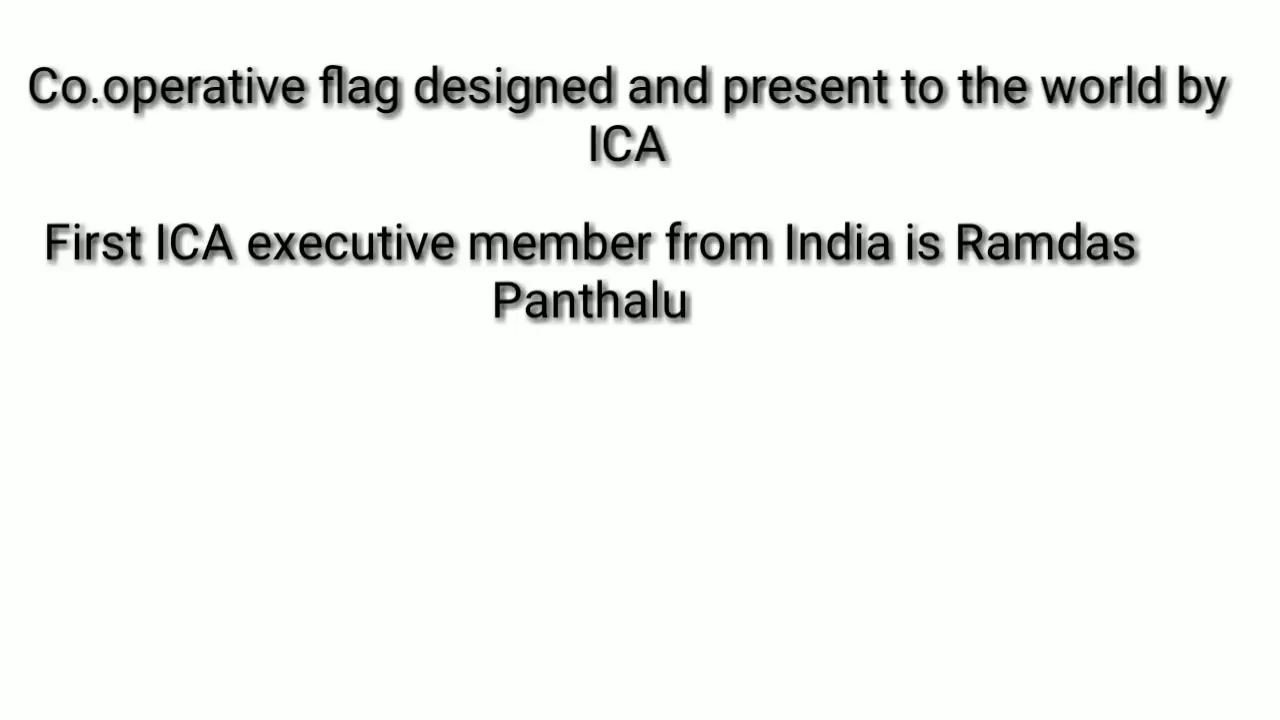 Co.operative flag designed and present to the world by
ICA
First ICA executive member from India is Ramdas
Panthalu